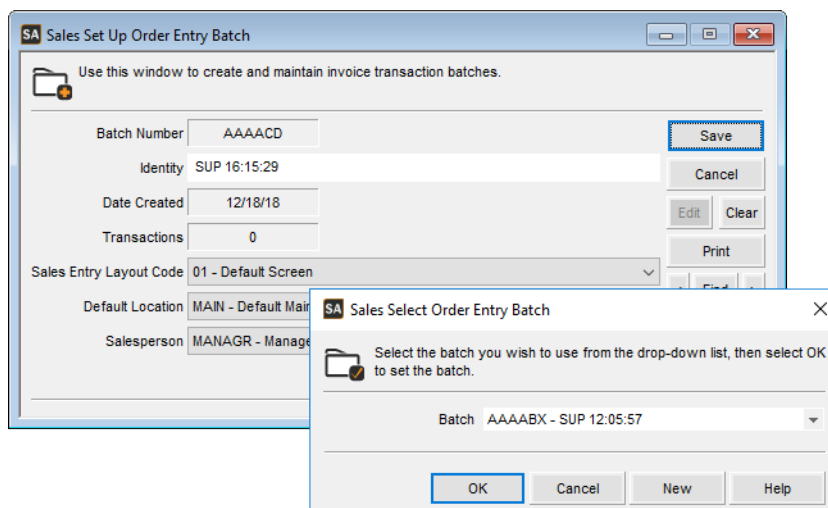 SA Sales Set Up Order Entry Batch
Use this window to create and maintain invoice transaction batches.
Batch Number AAAACD
Save
Identity SUP 16:15:29
Cancel
Date Created 12/18/18
Edit Clear
Transactions 0
Print
Sales Entry Layout Code 01 - Default Screen
Find
Default Location MAIN - Default Mai
Salesperson MANAGR - Manage
SA Sales Select Order Entry Batch
Select the batch you wish to use from the drop-down list, then select OK
to set the batch.
Batch AAAABX - SUP 12:05:57
OK Cancel New Help